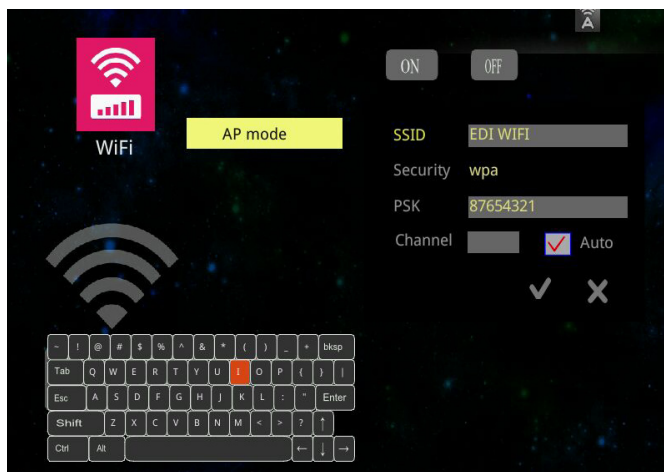 A
ON OFF
WiFi
AP mode
SSID EDI WIFI
Security wpa
PSK 87654321
Channel Auto
~ ! @ # $ % ^ & * ( ) _ + bksp
Tab Q W E R T Y U I O P { } |
Esc A S D F G H J K L : " Enter
Shift Z X C V B N M < > ? ↑
Ctrl Alt ← ↓ →